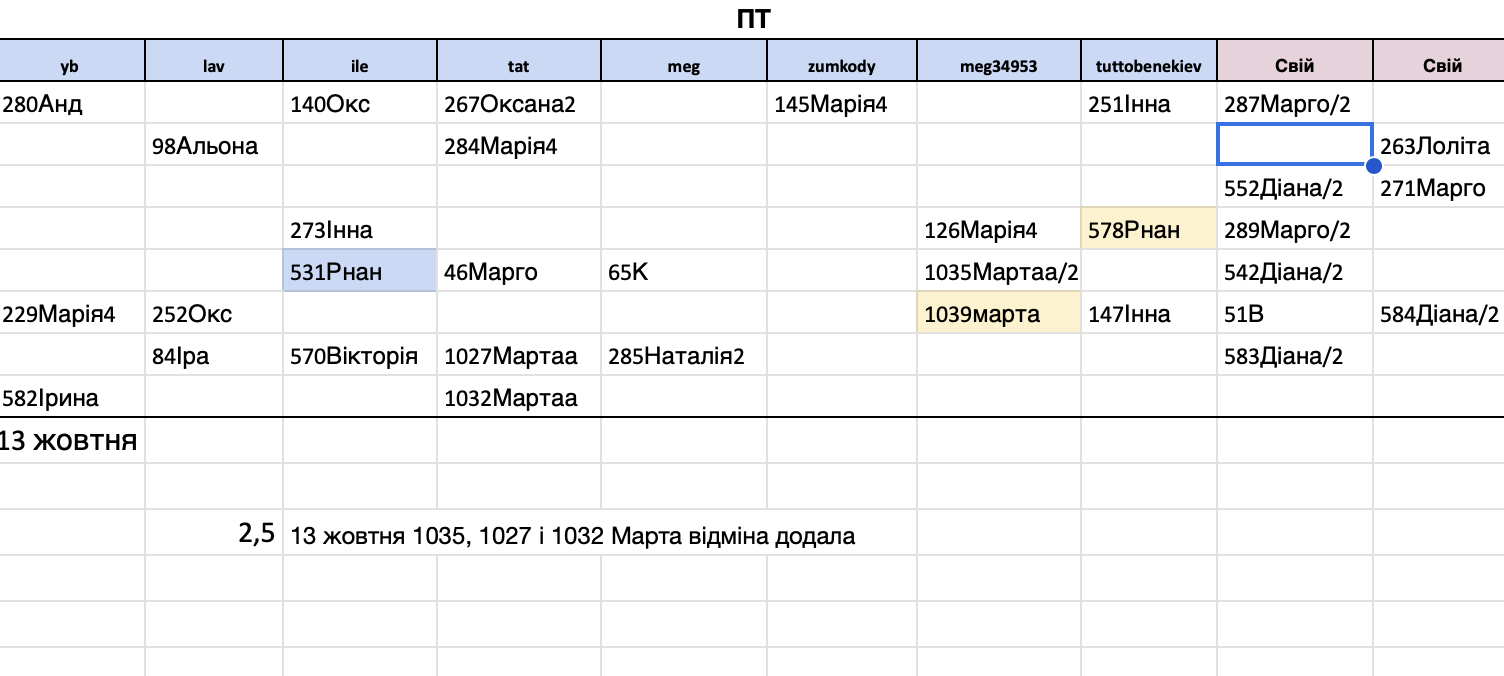 ПТ
yb lav ile tat meg zumkody meg34953 tuttobenekiev Свій Свій
280Анд 140Окс 267Оксана2 145Марія4 251Інна 287Марго/2
98Альона 284Марія4 263Лоліта
552Діана/2 271Марго
273Інна 126Марія4 578Рнан 289Марго/2
531Рнан 46Марго 65К 1035Мартаа/2 542Діана/2
229Марія4 252Окс 1039марта 147Інна 51В 584Діана/2
84Іра 570Вікторія 1027Мартаа 285Наталія2 583Діана/2
582Ірина 1032Мартаа
13 жовтня
2,5 13 жовтня 1035, 1027 і 1032 Марта відміна додала